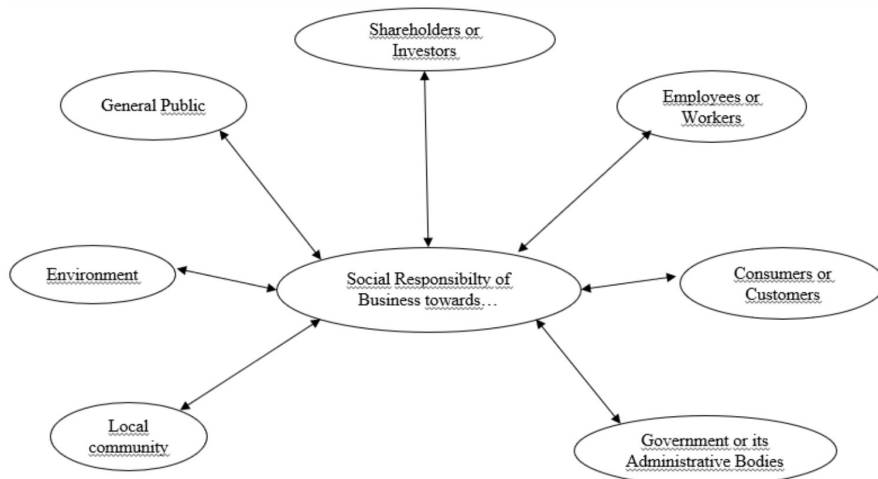 Shareholders or
Investors
General Public
Employees or
Workers
Environment
Social Responsibilty of
Business towards…
Consumers or
Customers
Local
community
Government or its
Administrative Bodies